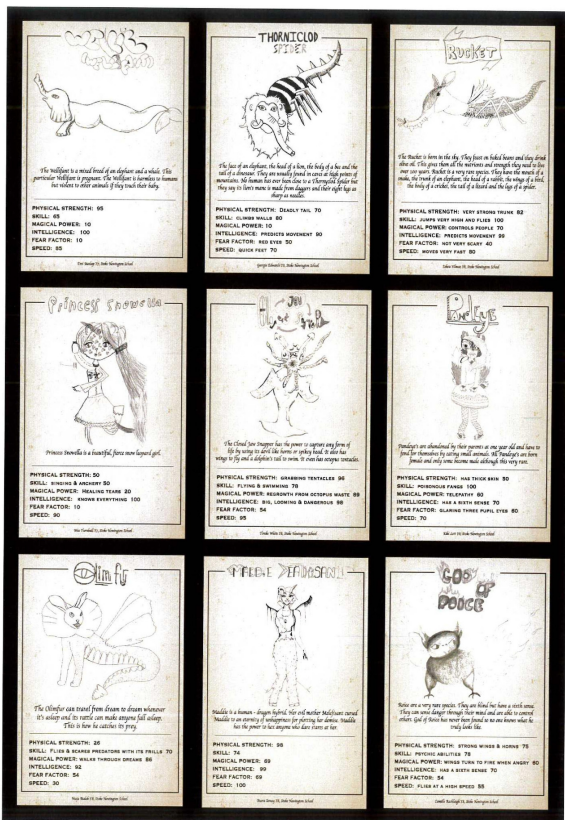 The Wellifant is a mixed breed of an elephant and a whale. This
particular Wellifant is pregnant. The Wellifant is harmless to humans
but violent to other animals if they touch their baby.
PHYSICAL STRENGTH: 95
SKILL: 65
MAGICAL POWER: 10
INTELLIGENCE: 100
FEAR FACTOR: 10
SPEED: 85
THORNICLOD
SPIDER
The face of an elephant, the head of a lion, the body of a bee and the
tail of a dinosaur. They are usually found in caves at high points of
mountains. No human has ever been close to a Thorniclod Spider but
they say its lion's mane is made from daggers and their eight legs as
sharp as needles.
PHYSICAL STRENGTH: DEADLY TAIL 70
SKILL: CLIMBS WALLS 80
MAGICAL POWER: 10
INTELLIGENCE: PREDICTS MOVEMENT 90
FEAR FACTOR: RED EYES 50
SPEED: QUICK FEET 70
RUCKET
The Rucket is born in the sky. They feast on baked beans and they drink
olive oil. This gives them all the nutrients and strength they need to live
over 100 years. Rucket is a very rare species. They have the mouth of a
snake, the trunk of an elephant, the head of a rabbit, the wings of a bird,
the body of a cricket, the tail of a lizard and the legs of a spider.
PHYSICAL STRENGTH: VERY STRONG TRUNK 82
SKILL: JUMPS VERY HIGH AND FLIES 100
MAGICAL POWER: CONTROLS PEOPLE 70
INTELLIGENCE: PREDICTS MOVEMENT 99
FEAR FACTOR: NOT VERY SCARY 40
SPEED: MOVES VERY FAST 80
Princess Snowella
Princess Snowella is a beautiful, fierce snow leopard girl.
PHYSICAL STRENGTH: 50
SKILL: SINGING & ARCHERY 50
MAGICAL POWER: HEALING TEARS 20
INTELLIGENCE: KNOWS EVERYTHING 100
FEAR FACTOR: 10
SPEED: 90
The Cloud Jaw Snapper has the power to capture any form of
life by using its devil like horns or spikey head. It also has
wings to fly and a dolphin's tail to swim. It even has octopus tentacles.
PHYSICAL STRENGTH: GRABBING TENTACLES 96
SKILL: FLYING & SWIMMING 76
MAGICAL POWER: REGROWTH FROM OCTOPUS WASTE 89
INTELLIGENCE: BIG, LOOMING & DANGEROUS 98
FEAR FACTOR: 54
SPEED: 95
PandEye
Pandeye's are abandoned by their parents at one year old and have to
fend for themselves by eating small animals. All Pandeye's are born
female and only some become male although this very rare.
PHYSICAL STRENGTH: HAS THICK SKIN 80
SKILL: POISONOUS FANGS 100
MAGICAL POWER: TELEPATHY 80
INTELLIGENCE: HAS A SIXTH SENSE 70
FEAR FACTOR: GLARING THREE PUPIL EYES 60
SPEED: 70
Olimfur
The Olimfur can travel from dream to dream whenever
it's asleep and its rattle can make anyone fall asleep.
This is how he catches its prey.
PHYSICAL STRENGTH: 26
SKILL: FLIES & SCARES PREDATORS WITH ITS FRILLS 70
MAGICAL POWER: WALKS THROUGH DREAMS 86
INTELLIGENCE: 92
FEAR FACTOR: 54
SPEED: 30
Maddie is a human - dragon hybrid. Her evil mother Malefisans cursed
Maddie to an eternity of unhappiness for plotting her demise. Maddie
has the power to hex anyone who dare stares at her.
PHYSICAL STRENGTH: 98
SKILL: 74
MAGICAL POWER: 69
INTELLIGENCE: 99
FEAR FACTOR: 69
SPEED: 100
GOD OF
Boise are a very rare species. They are blind but have a sixth sense.
They can sense danger through their mind and are able to control
others. God of Boise has never been found so no one knows what he
truly looks like.
PHYSICAL STRENGTH: STRONG WINGS & HORNS 75
SKILL: PSYCHIC ABILITIES 78
MAGICAL POWER: WINGS TURN TO FIRE WHEN ANGRY 60
INTELLIGENCE: HAS A SIXTH SENSE 70
FEAR FACTOR: 54
SPEED: FLIES AT A HIGH SPEED 55